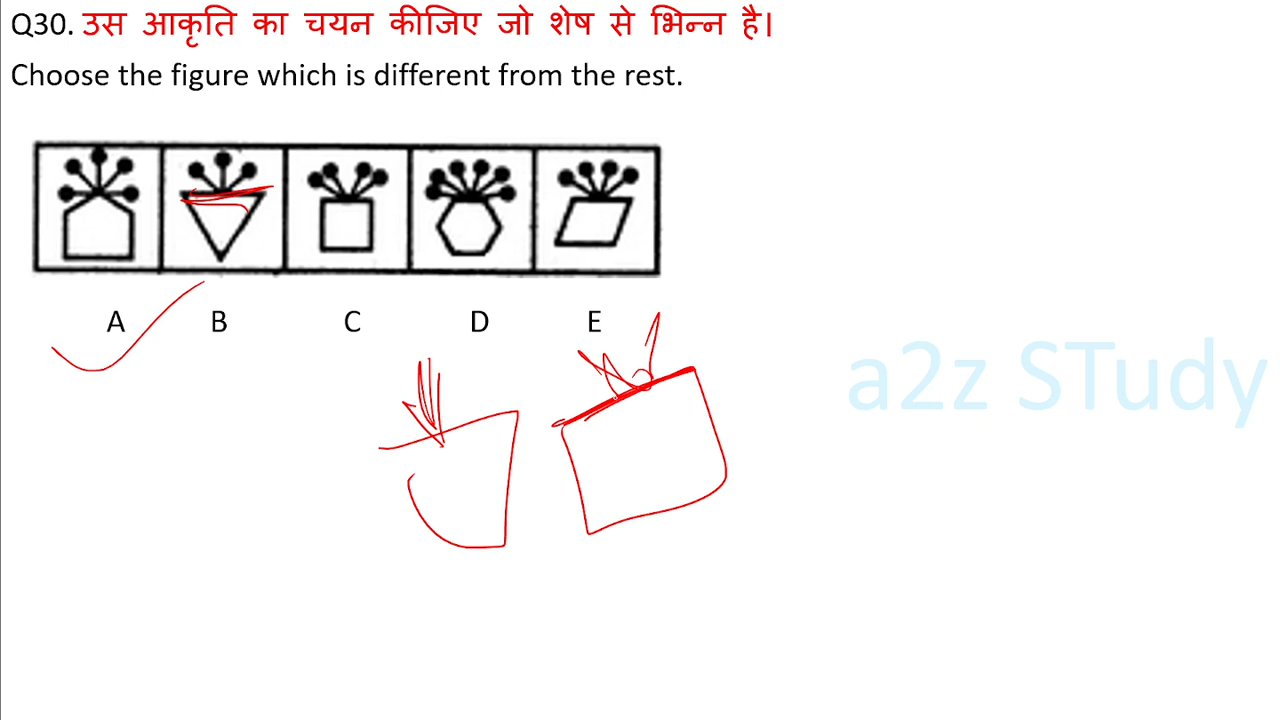 Q30. उस आकृति का चयन कीजिए जो शेष से भिन्न है।
Choose the figure which is different from the rest.
A B C D E
a2z STudy